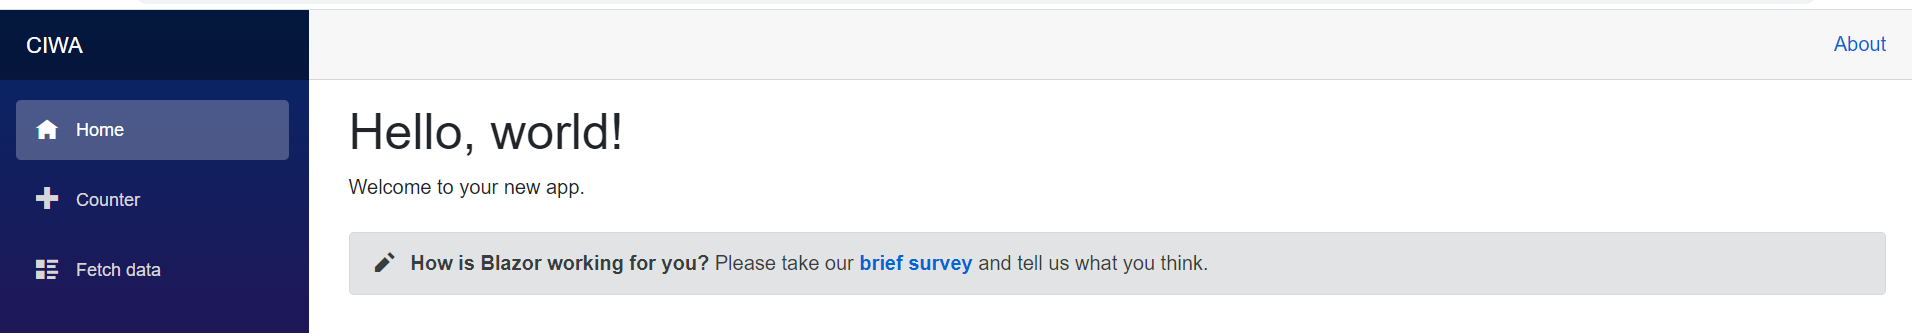 CIWA
About
Home
Counter
Fetch data
Hello, world!
Welcome to your new app.
How is Blazor working for you? Please take our brief survey and tell us what you think.